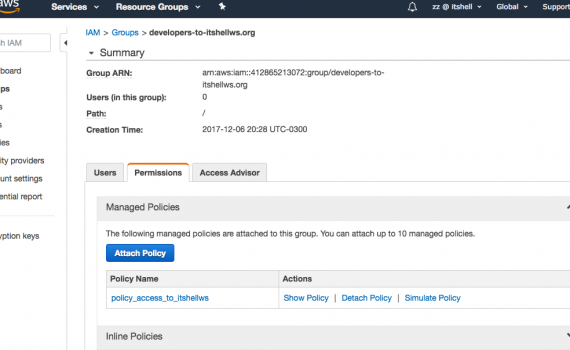 aws
Services
Resource Groups
zz @ itshell
Global
Support
IAM
IAM > Groups > developers-to-itshellws.org
Summary
Group ARN: arn:aws:iam::412865213072:group/developers-to-
itshellws.org
Users (in this group): 0
Path: /
Creation Time: 2017-12-06 20:28 UTC-0300
Users
Permissions
Access Advisor
Managed Policies
The following managed policies are attached to this group. You can attach up to 10 managed policies.
Attach Policy
Policy Name Actions
policy_access_to_itshellws Show Policy | Detach Policy | Simulate Policy
Inline Policies
board
ps
s
s
ies
ity providers
unt settings
ential report
yption keys